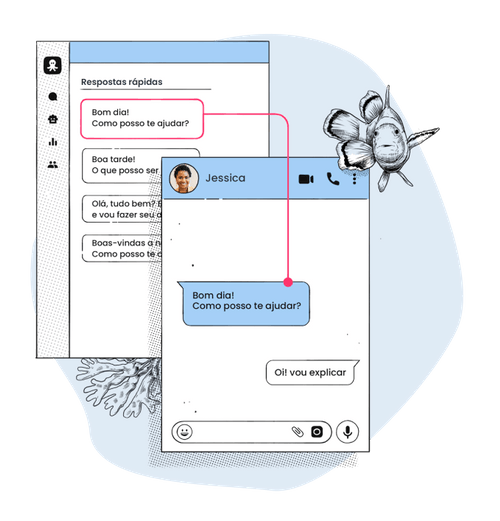 Respostas rápidas
Bom dia!
Como posso te ajudar?
Boa tarde!
O que posso ser
Olá, tudo bem?
e vou fazer seu
Boas-vindas a
Como posso te
Jessica
Bom dia!
Como posso te ajudar?
Oi! vou explicar